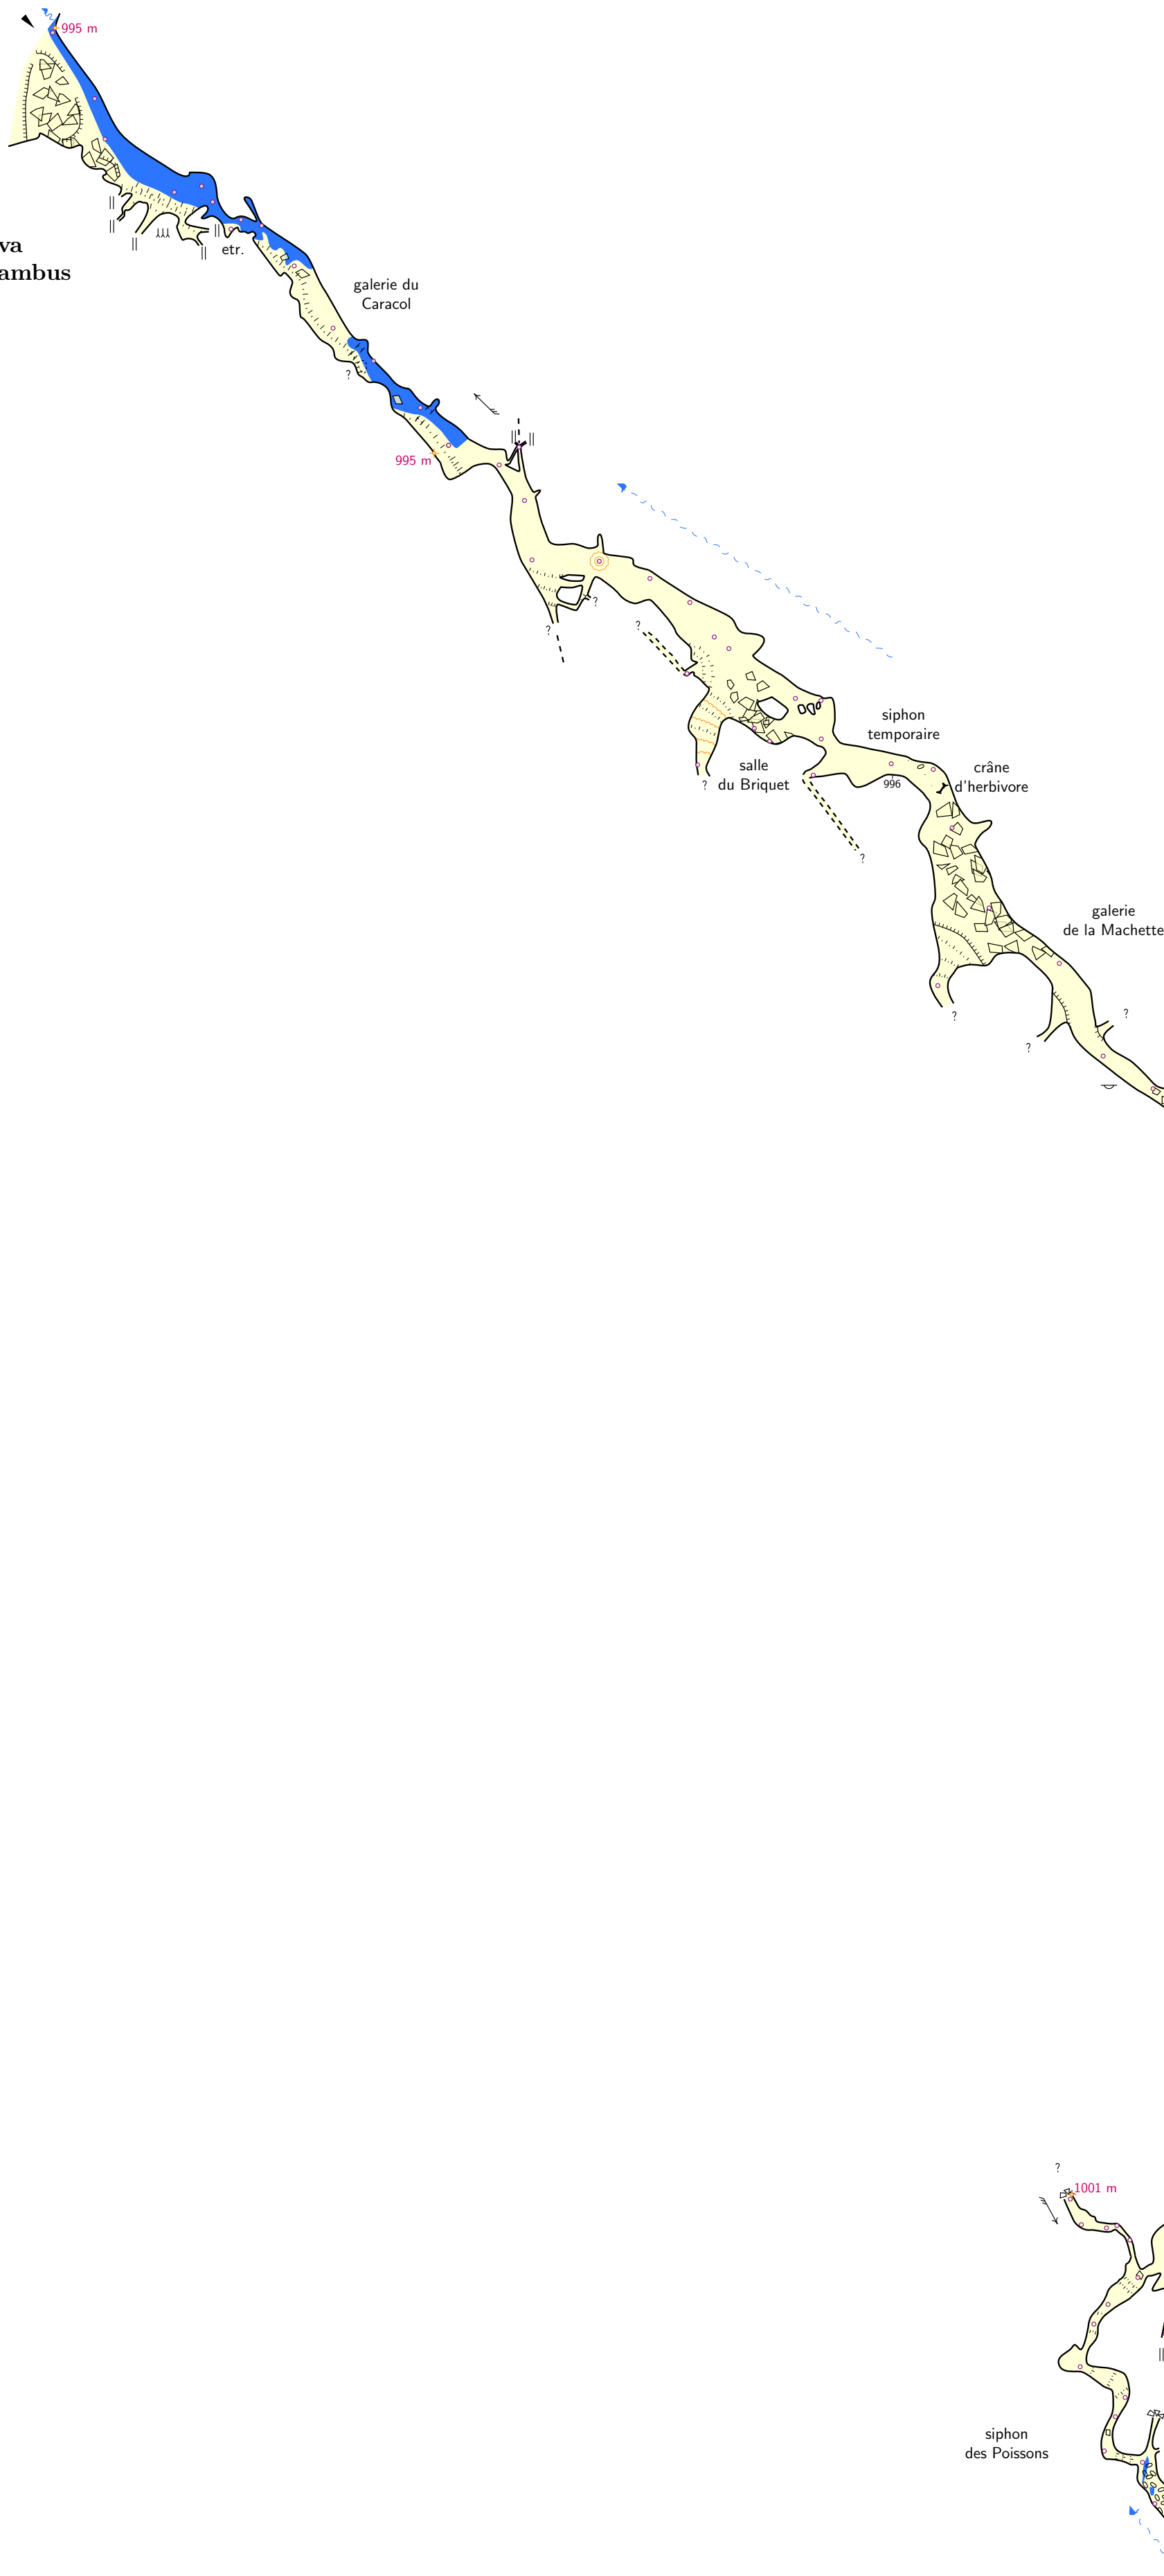 995 m
va
ambus
etr.
galerie du
Caracol
?
995 m
?
?
?
siphon
temporaire
salle
du Briquet
?
crâne
d'herbivore
996
?
galerie
de la Machette
?
?
?
?
1001 m
siphon
des Poissons